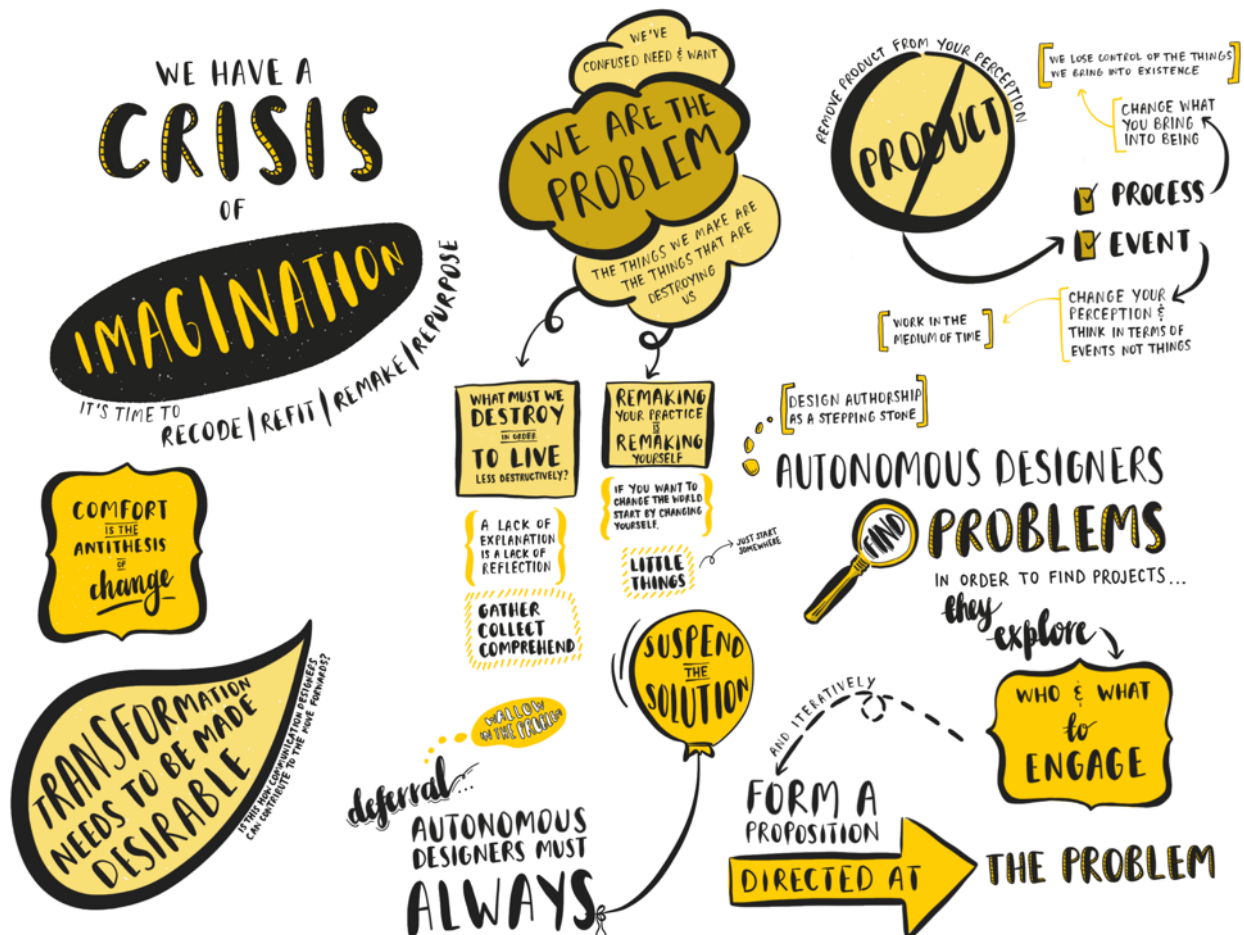 WE HAVE A
CRISIS
OF
IMAGINATION
IT'S TIME TO
RECODE | REFIT | REMAKE | REPURPOSE
COMFORT
IS THE
ANTITHESIS
OF
change
TRANSFORMATION
NEEDS TO BE MADE
DESIRABLE
IS THIS HOW COMMUNICATION DESIGNERS
CAN CONTRIBUTE TO THE MOVE FORWARDS?
WE'VE
CONFUSED NEED & WANT
WE ARE THE
PROBLEM
THE THINGS WE MAKE ARE
THE THINGS THAT ARE
DESTROYING
US
WHAT MUST WE
DESTROY
IN ORDER
TO LIVE
LESS DESTRUCTIVELY?
A LACK OF
EXPLANATION
IS A LACK OF
REFLECTION
GATHER
COLLECT
COMPREHEND
REMAKING
YOUR PRACTICE
IS
REMAKING
YOURSELF
IF YOU WANT TO
CHANGE THE WORLD
START BY CHANGING
YOURSELF.
LITTLE
THINGS
JUST START
SOMEWHERE
WALLOW
IN THE PROBLEM
deferral...
AUTONOMOUS
DESIGNERS MUST
ALWAYS
SUSPEND
THE
SOLUTION
REMOVE PRODUCT FROM YOUR PERCEPTION
PRODUCT
PROCESS
CHANGE WHAT
YOU BRING
INTO BEING
WE LOSE CONTROL OF THE THINGS
WE BRING INTO EXISTENCE
EVENT
CHANGE YOUR
PERCEPTION &
THINK IN TERMS OF
EVENTS NOT THINGS
WORK IN THE
MEDIUM OF TIME
DESIGN AUTHORSHIP
AS A STEPPING STONE
AUTONOMOUS DESIGNERS
FIND
PROBLEMS
IN ORDER TO FIND PROJECTS...
they
explore
WHO & WHAT
to
ENGAGE
AND ITERATIVELY
FORM A
PROPOSITION
DIRECTED AT
THE PROBLEM